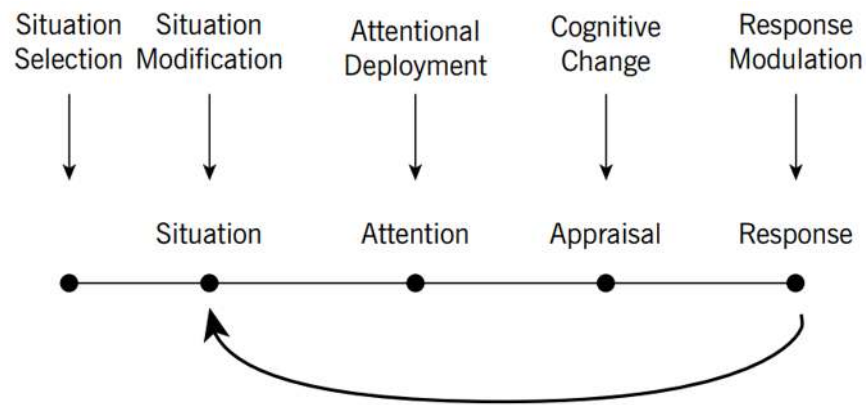 Situation
Selection
Situation
Modification
Attentional
Deployment
Cognitive
Change
Response
Modulation
Situation
Attention
Appraisal
Response